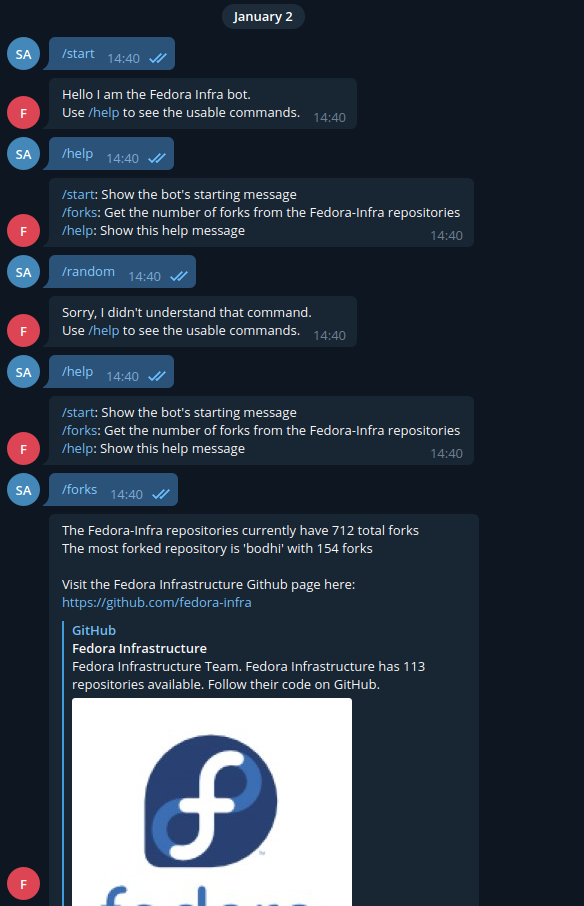 January 2
SA
/start 14:40
Hello I am the Fedora Infra bot.
Use /help to see the usable commands. 14:40
F
SA
/help 14:40
/start: Show the bot's starting message
/forks: Get the number of forks from the Fedora-Infra repositories
/help: Show this help message 14:40
F
SA
/random 14:40
Sorry, I didn't understand that command.
Use /help to see the usable commands. 14:40
F
SA
/help 14:40
/start: Show the bot's starting message
/forks: Get the number of forks from the Fedora-Infra repositories
/help: Show this help message 14:40
F
SA
/forks 14:40
The Fedora-Infra repositories currently have 712 total forks
The most forked repository is 'bodhi' with 154 forks
Visit the Fedora Infrastructure Github page here:
https://github.com/fedora-infra
GitHub
Fedora Infrastructure
Fedora Infrastructure Team. Fedora Infrastructure has 113
repositories available. Follow their code on GitHub.
fedora
F